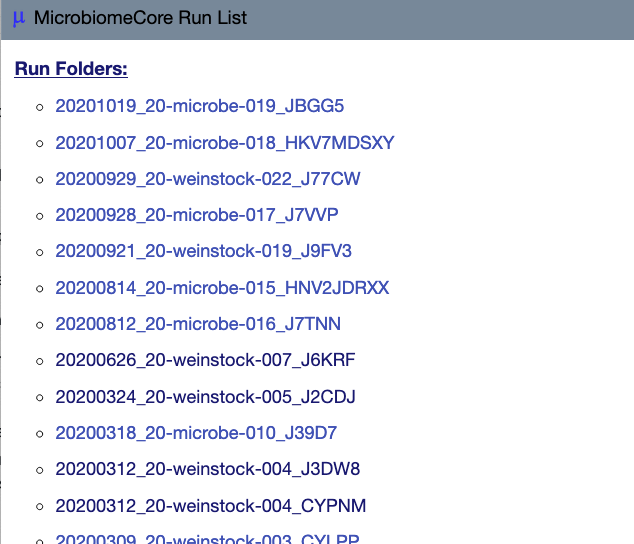 μ MicrobiomeCore Run List
Run Folders:
20201019_20-microbe-019_JBGG5
20201007_20-microbe-018_HKV7MDSXY
20200929_20-weinstock-022_J77CW
20200928_20-microbe-017_J7VVP
20200921_20-weinstock-019_J9FV3
20200814_20-microbe-015_HNV2JDRXX
20200812_20-microbe-016_J7TNN
20200626_20-weinstock-007_J6KRF
20200324_20-weinstock-005_J2CDJ
20200318_20-microbe-010_J39D7
20200312_20-weinstock-004_J3DW8
20200312_20-weinstock-004_CYPNM
20200309_20-weinstock-003_CYLPP